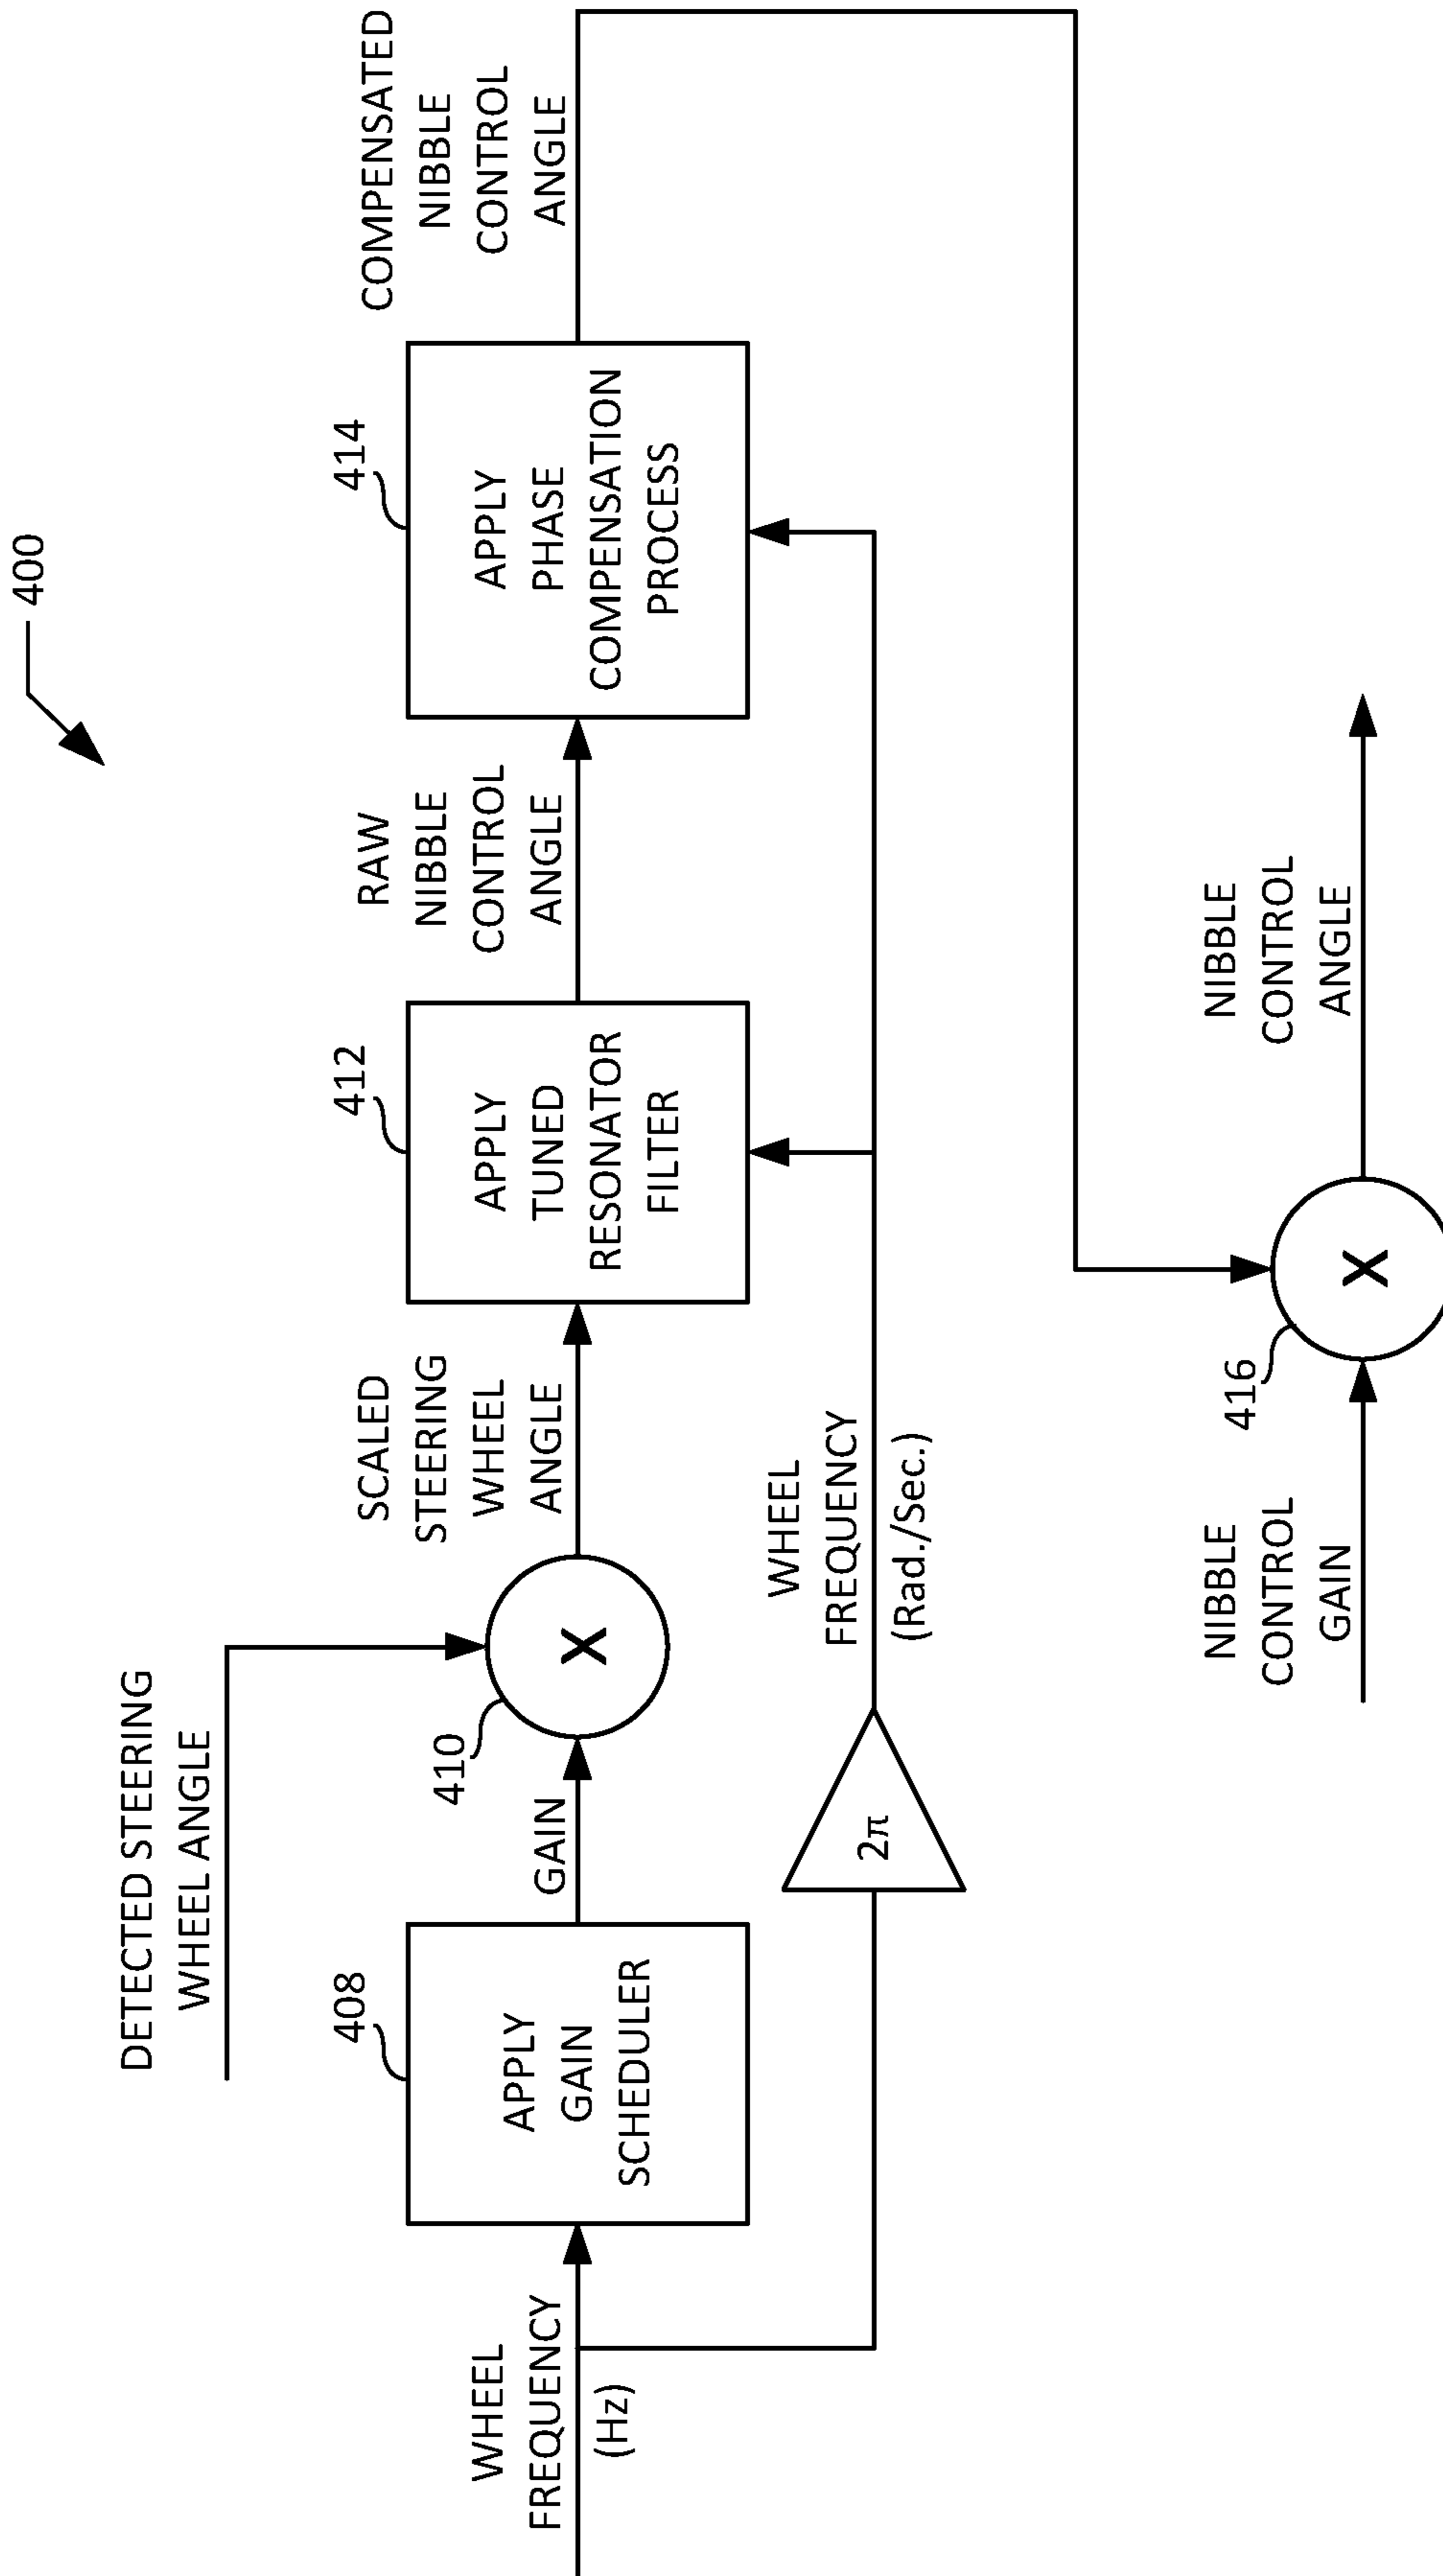 400
DETECTED STEERING
WHEEL ANGLE
WHEEL
FREQUENCY
(Hz)
408
APPLY
GAIN
SCHEDULER
GAIN
410
X
SCALED
STEERING
WHEEL
ANGLE
412
APPLY
TUNED
RESONATOR
FILTER
RAW
NIBBLE
CONTROL
ANGLE
414
APPLY
PHASE
COMPENSATION
PROCESS
COMPENSATED
NIBBLE
CONTROL
ANGLE
2π
WHEEL
FREQUENCY
(Rad./Sec.)
NIBBLE
CONTROL
GAIN
416
X
NIBBLE
CONTROL
ANGLE